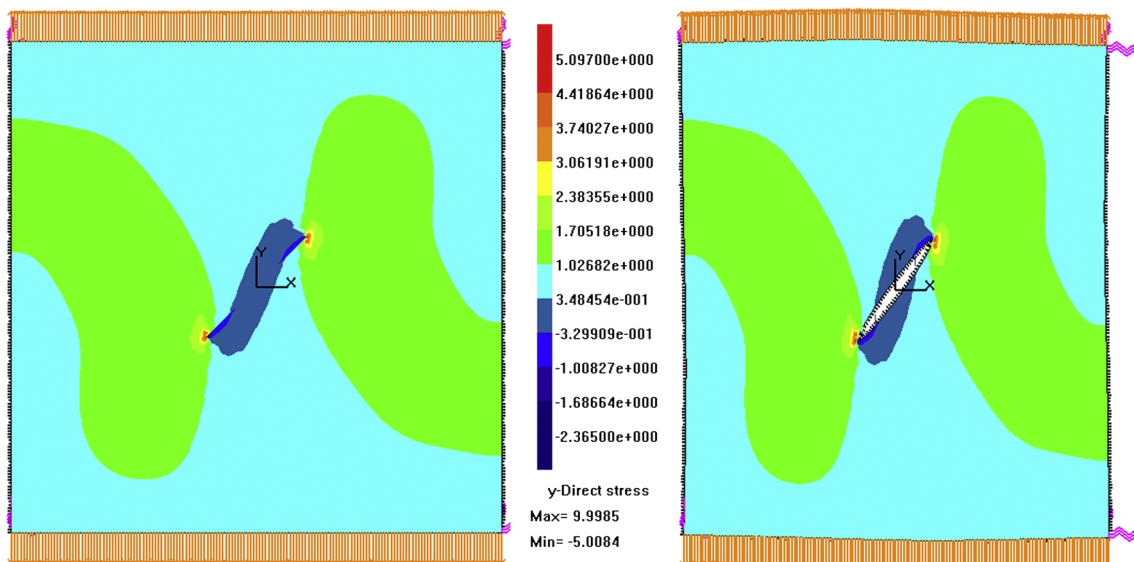 5.09700e+000
4.41864e+000
3.74027e+000
3.06191e+000
2.38355e+000
1.70518e+000
1.02682e+000
3.48454e-001
-3.29909e-001
-1.00827e+000
-1.68664e+000
-2.36500e+000
y-Direct stress
Max= 9.9985
Min= -5.0084
Y
X
Y
X